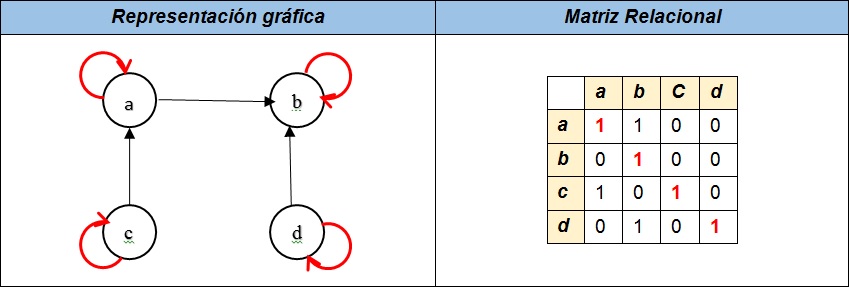 Representación gráfica
Matriz Relacional
a
b
c
d
a b C d
a 1 1 0 0
b 0 1 0 0
c 1 0 1 0
d 0 1 0 1